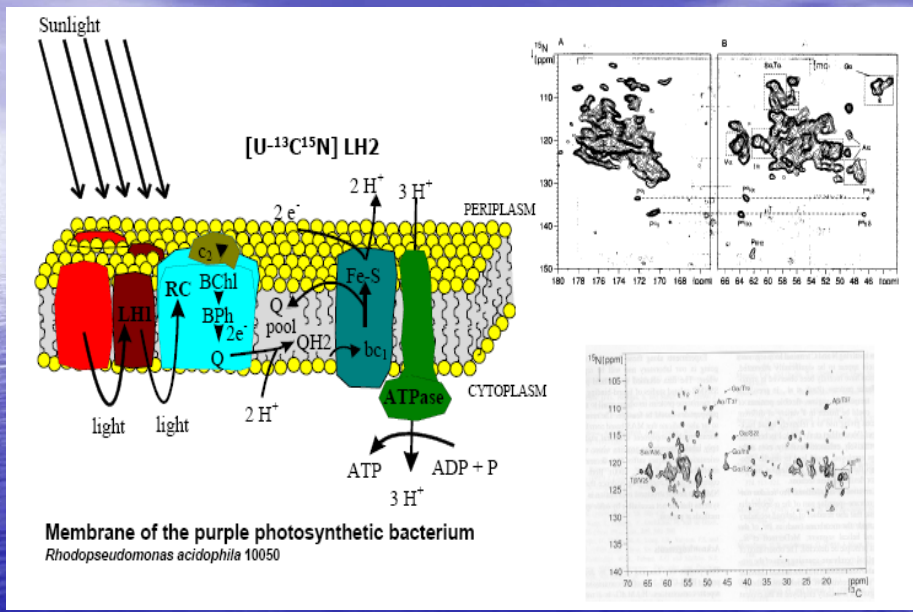 Sunlight
[U-¹³C¹⁵N] LH2
2 H⁺
3 H⁺
2 e⁻
PERIPLASM
c₂
RC
BChl
Fe-S
LH1
BPh
Q
pool
2e⁻
QH2
bc₁
Q
CYTOPLASM
ATPase
light
light
2 H⁺
ATP
ADP + P
3 H⁺
Membrane of the purple photosynthetic bacterium
Rhodopseudomonas acidophila 10050
A
B
¹⁵N
[ppm]
110
120
130
140
150
180 178 176 174 172 170 168 [ppm]
66 64 62 60 58 56 54 52 50 48 46 [ppm]
¹⁵N [ppm]
105
110
115
120
125
130
135
140
70 65 60 55 50 45 40 35 30 25 20 [ppm]
¹³C